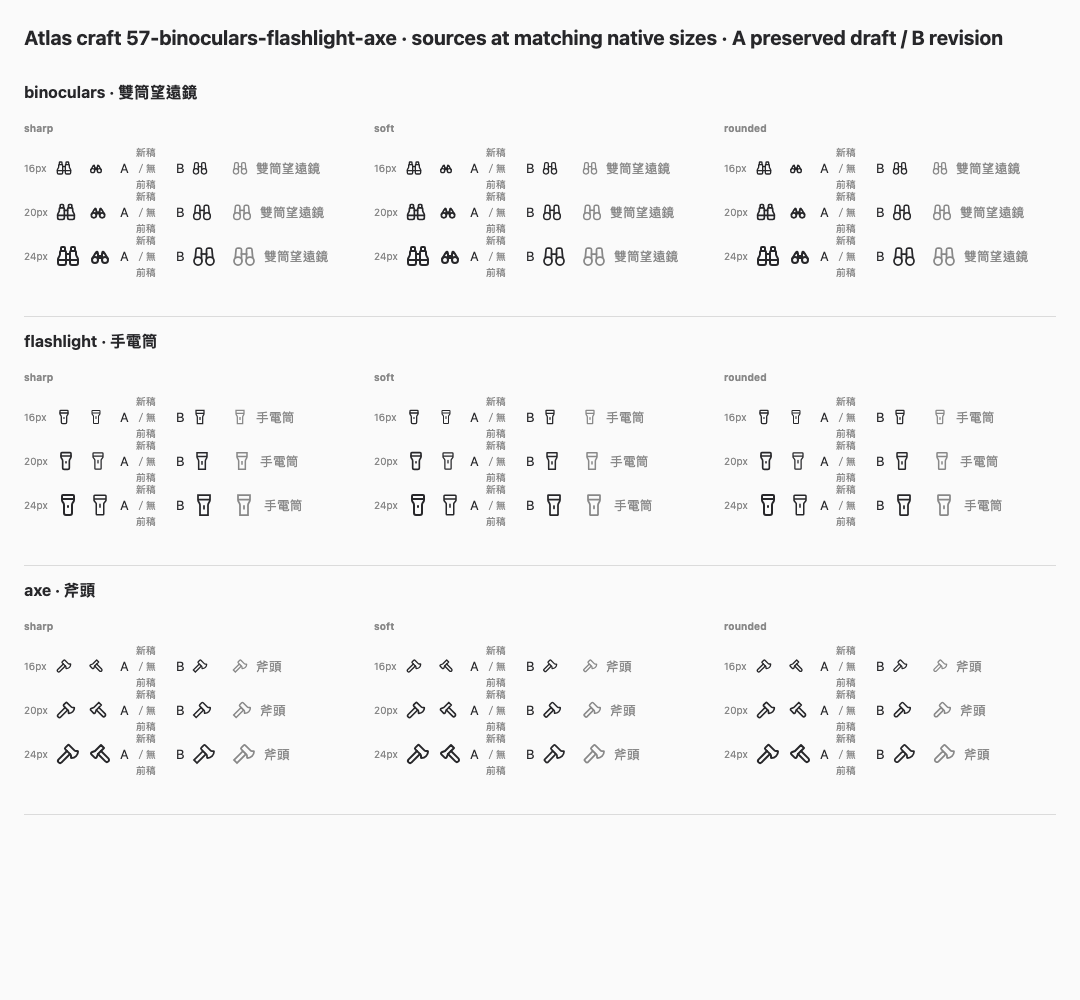 Atlas craft 57-binoculars-flashlight-axe · sources at matching native sizes · A preserved draft / B revision
binoculars · 雙筒望遠鏡
sharp
soft
rounded
16px A 新稿 / 無前稿 B 雙筒望遠鏡
16px A 新稿 / 無前稿 B 雙筒望遠鏡
16px A 新稿 / 無前稿 B 雙筒望遠鏡
20px A 新稿 / 無前稿 B 雙筒望遠鏡
20px A 新稿 / 無前稿 B 雙筒望遠鏡
20px A 新稿 / 無前稿 B 雙筒望遠鏡
24px A 新稿 / 無前稿 B 雙筒望遠鏡
24px A 新稿 / 無前稿 B 雙筒望遠鏡
24px A 新稿 / 無前稿 B 雙筒望遠鏡
flashlight · 手電筒
sharp
soft
rounded
16px A 新稿 / 無前稿 B 手電筒
16px A 新稿 / 無前稿 B 手電筒
16px A 新稿 / 無前稿 B 手電筒
20px A 新稿 / 無前稿 B 手電筒
20px A 新稿 / 無前稿 B 手電筒
20px A 新稿 / 無前稿 B 手電筒
24px A 新稿 / 無前稿 B 手電筒
24px A 新稿 / 無前稿 B 手電筒
24px A 新稿 / 無前稿 B 手電筒
axe · 斧頭
sharp
soft
rounded
16px A 新稿 / 無前稿 B 斧頭
16px A 新稿 / 無前稿 B 斧頭
16px A 新稿 / 無前稿 B 斧頭
20px A 新稿 / 無前稿 B 斧頭
20px A 新稿 / 無前稿 B 斧頭
20px A 新稿 / 無前稿 B 斧頭
24px A 新稿 / 無前稿 B 斧頭
24px A 新稿 / 無前稿 B 斧頭
24px A 新稿 / 無前稿 B 斧頭